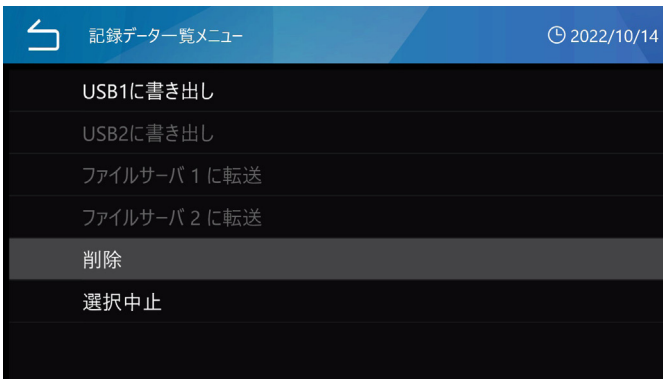 記録データ一覧メニュー
2022/10/14
USB1に書き出し
USB2に書き出し
ファイルサーバ 1 に転送
ファイルサーバ 2 に転送
削除
選択中止